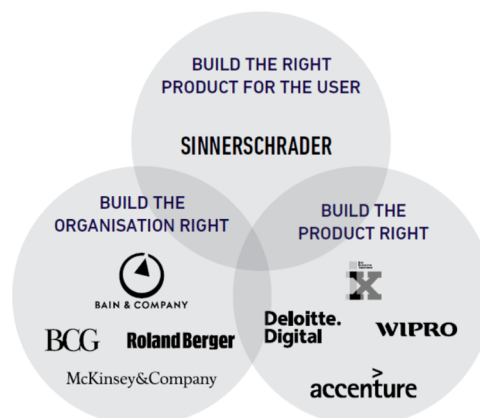 BUILD THE RIGHT
PRODUCT FOR THE USER
SINNERSCHRADER
BUILD THE
ORGANISATION RIGHT
BAIN & COMPANY
BCG
Roland Berger
McKinsey&Company
BUILD THE
PRODUCT RIGHT
Deloitte.
Digital
WIPRO
accenture